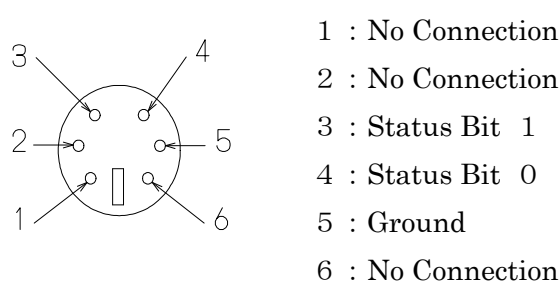 3
4
2
5
1
6
1 : No Connection
2 : No Connection
3 : Status Bit 1
4 : Status Bit 0
5 : Ground
6 : No Connection